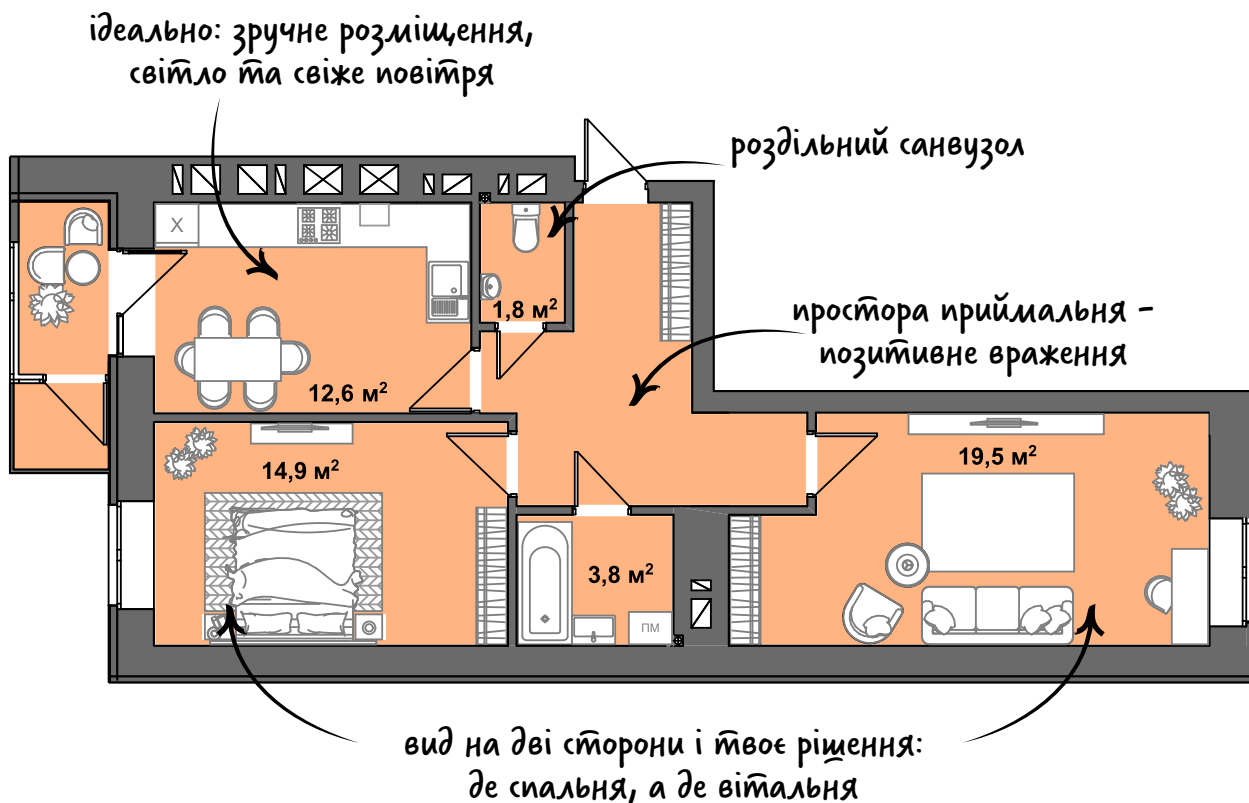 ідеально: зручне розміщення,
світло та свіже повітря
роздільний санвузол
X
1,8 м²
простора приймальня –
позитивне враження
12,6 м²
14,9 м²
19,5 м²
3,8 м²
ПМ
вид на дві сторони і твоє рішення:
де спальня, а де вітальня